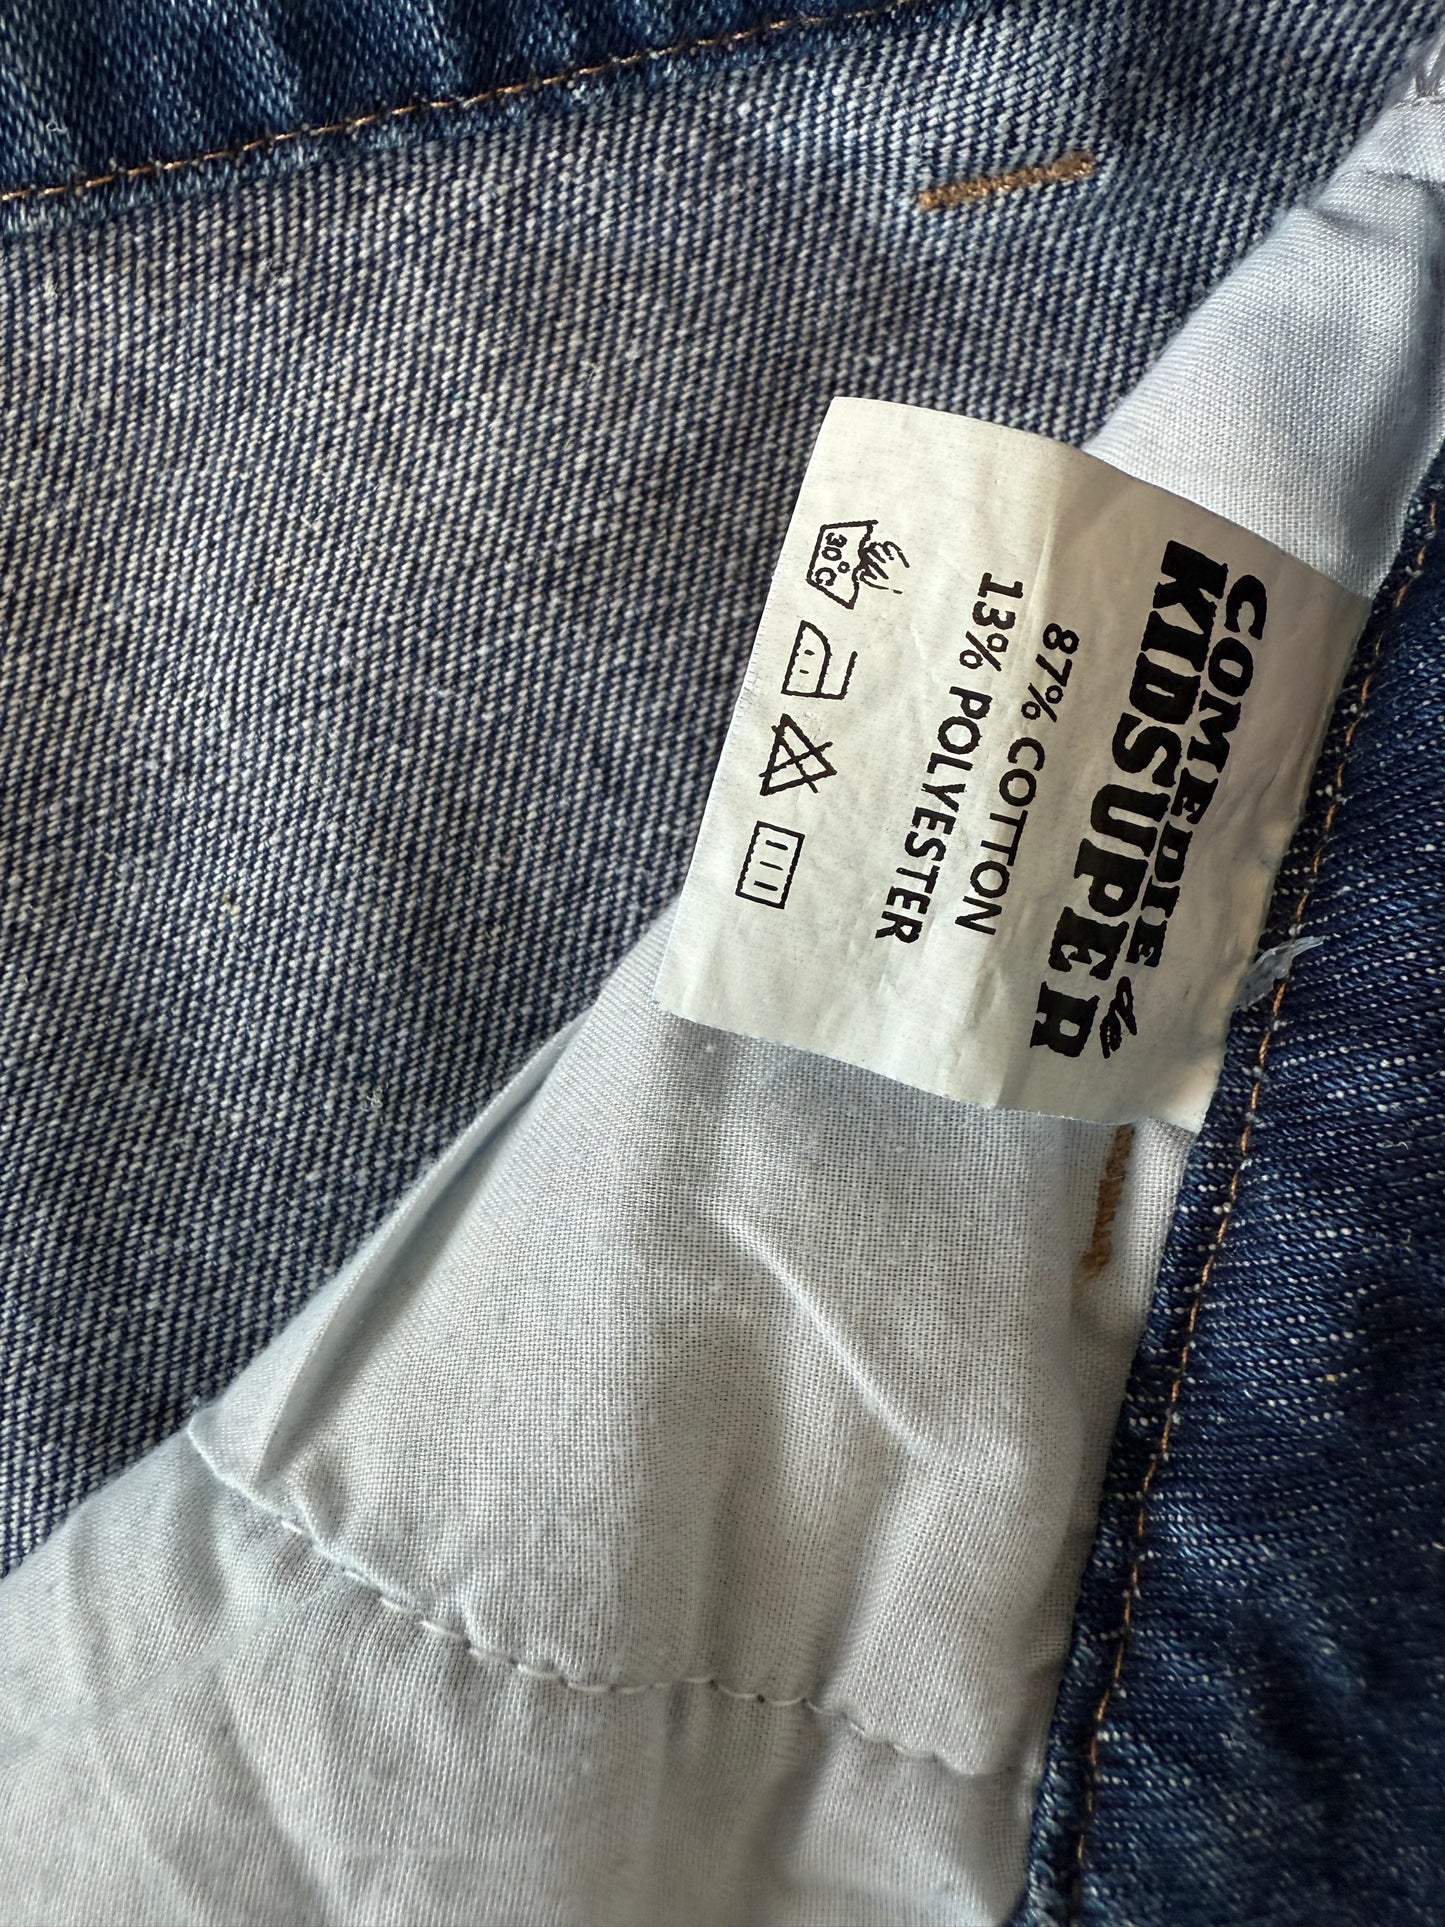 COMEDIE de
KIDSUPER
87% COTTON
13% POLYESTER
30°C